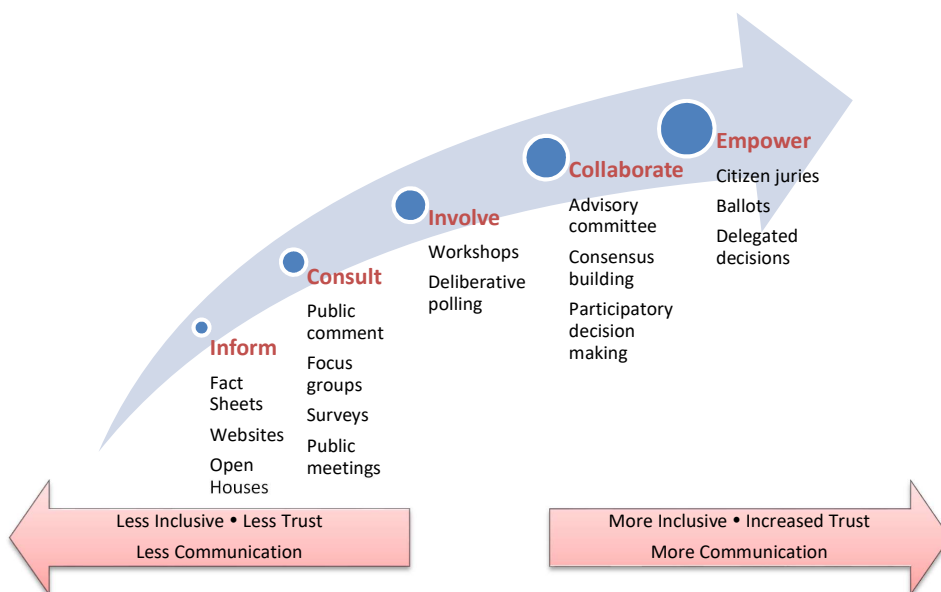 Inform
Fact
Sheets
Websites
Open
Houses
Consult
Public
comment
Focus
groups
Surveys
Public
meetings
Involve
Workshops
Deliberative
polling
Collaborate
Advisory
committee
Consensus
building
Participatory
decision
making
Empower
Citizen juries
Ballots
Delegated
decisions
Less Inclusive • Less Trust
Less Communication
More Inclusive • Increased Trust
More Communication